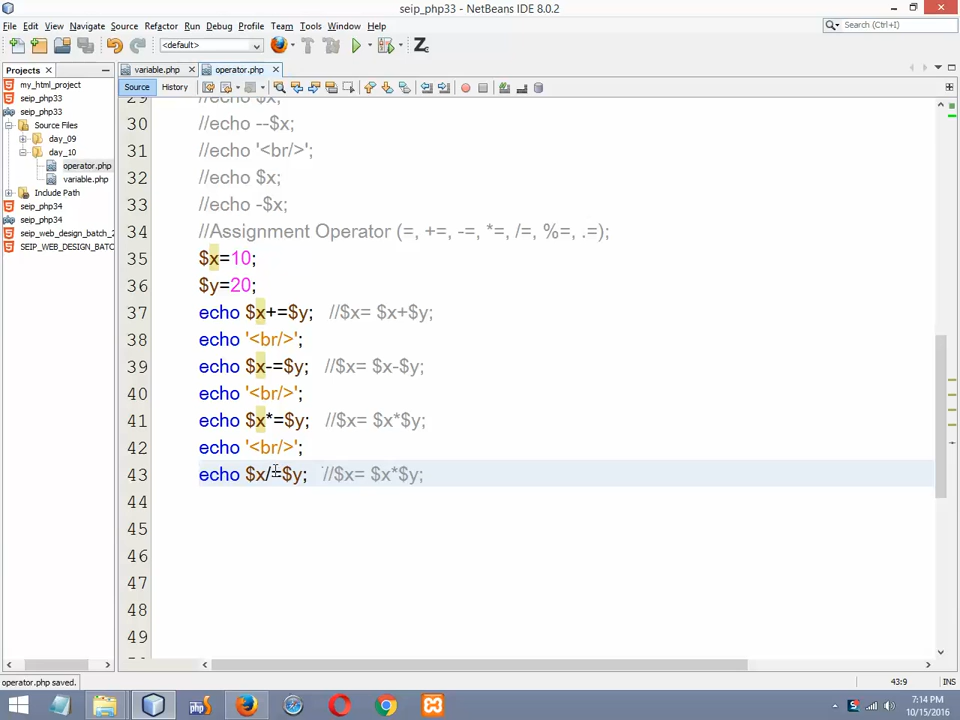 seip_php33 - NetBeans IDE 8.0.2
File Edit View Navigate Source Refactor Run Debug Profile Team Tools Window Help
Search (Ctrl+I)
<default>
Projects
variable.php
operator.php
Source History
my_html_project
seip_php33
seip_php33
Source Files
day_09
day_10
operator.php
variable.php
Include Path
seip_php34
seip_php34
seip_web_design_batch_2
SEIP_WEB_DESIGN_BATC
29 //echo $x;
30 //echo --$x;
31 //echo '<br/>';
32 //echo $x;
33 //echo -$x;
34 //Assignment Operator (=, +=, -=, *=, /=, %=, .=);
35 $x=10;
36 $y=20;
37 echo $x+=$y; //$x= $x+$y;
38 echo '<br/>';
39 echo $x-=$y; //$x= $x-$y;
40 echo '<br/>';
41 echo $x*=$y; //$x= $x*$y;
42 echo '<br/>';
43 echo $x/=$y; //$x= $x*$y;
44
45
46
47
48
49
operator.php saved.
43:9 INS
php
7:14 PM
10/15/2016